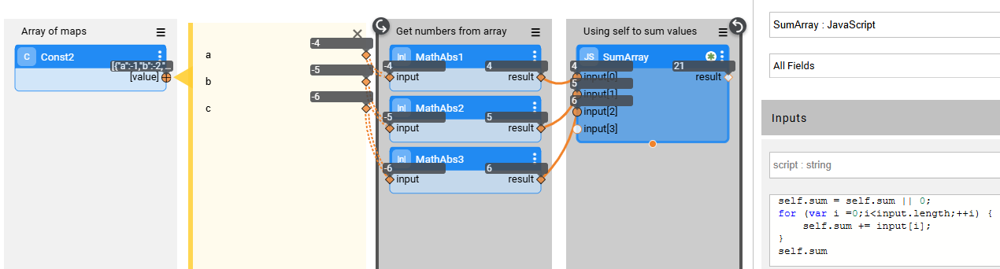 Array of maps
C Const2
[{"a":-1,"b":-2,"...
[value]
-4
a
-5
b
-6
c
Get numbers from array
|n| MathAbs1
-4 4
input result
|n| MathAbs2
-5 5
input result
|n| MathAbs3
-6 6
input result
Using self to sum values
JS SumArray
4 21
input[0] result
5
input[1]
6
input[2]
input[3]
SumArray : JavaScript
All Fields
Inputs
script : string
self.sum = self.sum || 0;
for (var i =0;i<input.length;++i) {
    self.sum += input[i];
}
self.sum